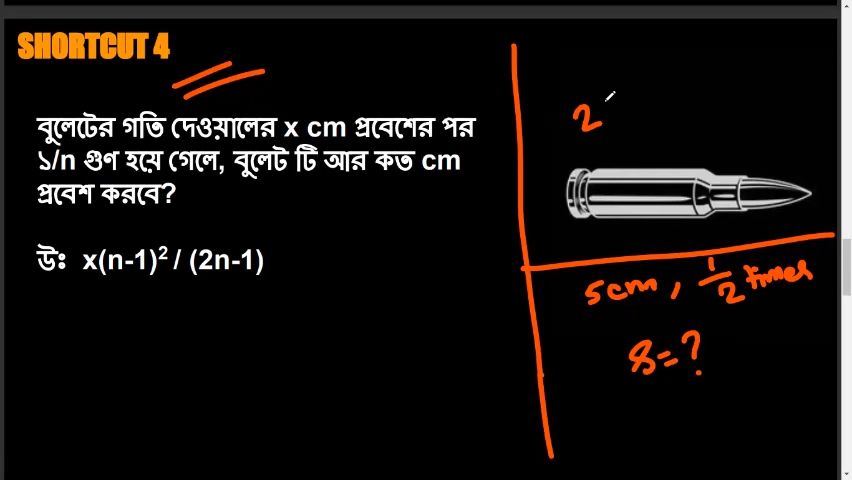 SHORTCUT 4
বুলেটের গতি দেওয়ালের x cm প্রবেশের পর
১/n গুণ হয়ে গেলে, বুলেট টি আর কত cm
প্রবেশ করবে?
উঃ x(n-1)² / (2n-1)
2
5cm, 1/2 times
S=?